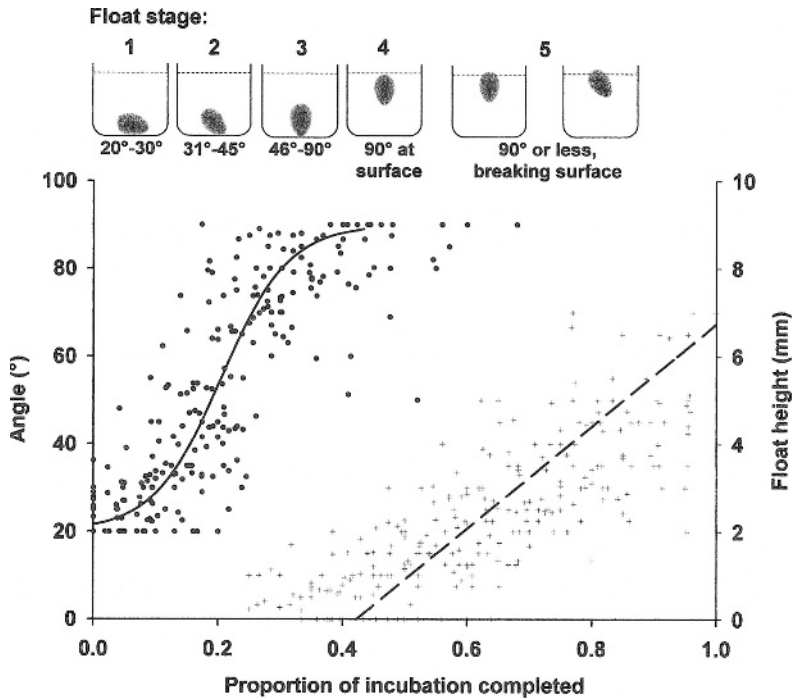 Float stage:
1 2 3 4 5
20°-30° 31°-45° 46°-90° 90° at surface 90° or less, breaking surface
100
80
60
40
20
0
Angle (°)
10
8
6
4
2
0
Float height (mm)
0.0 0.2 0.4 0.6 0.8 1.0
Proportion of incubation completed